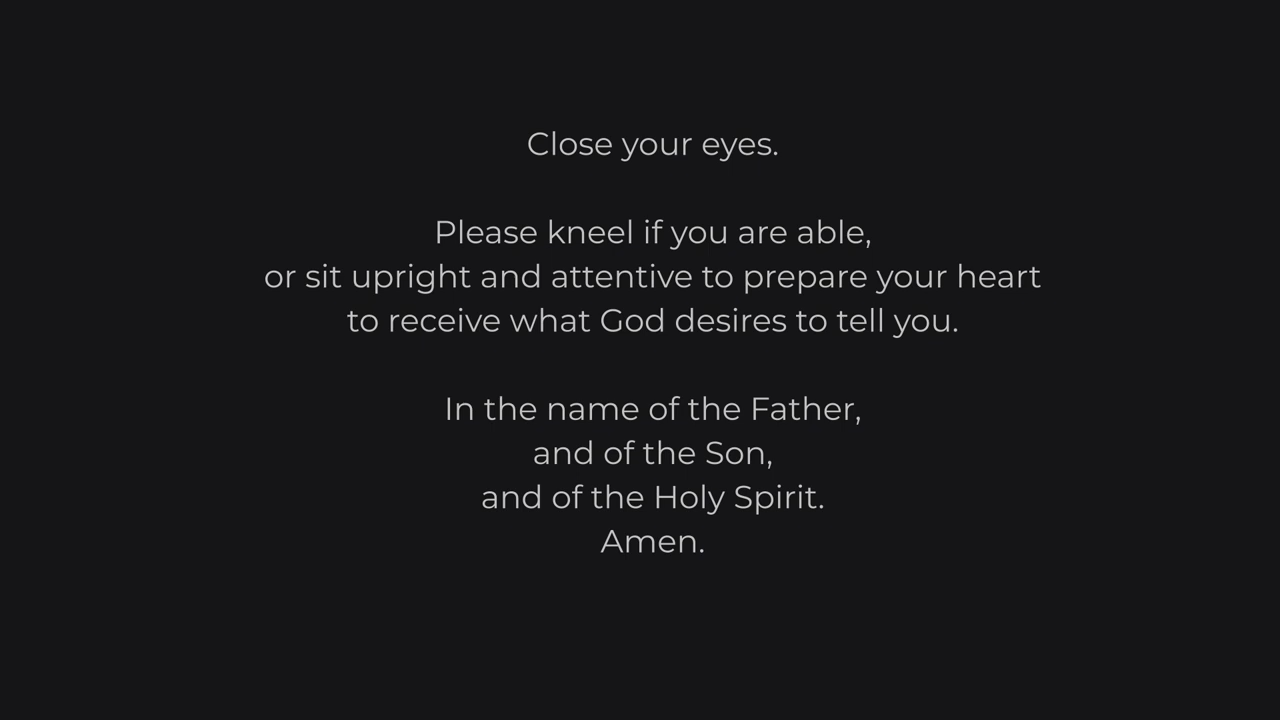 Close your eyes.
Please kneel if you are able,
or sit upright and attentive to prepare your heart
to receive what God desires to tell you.
In the name of the Father,
and of the Son,
and of the Holy Spirit.
Amen.